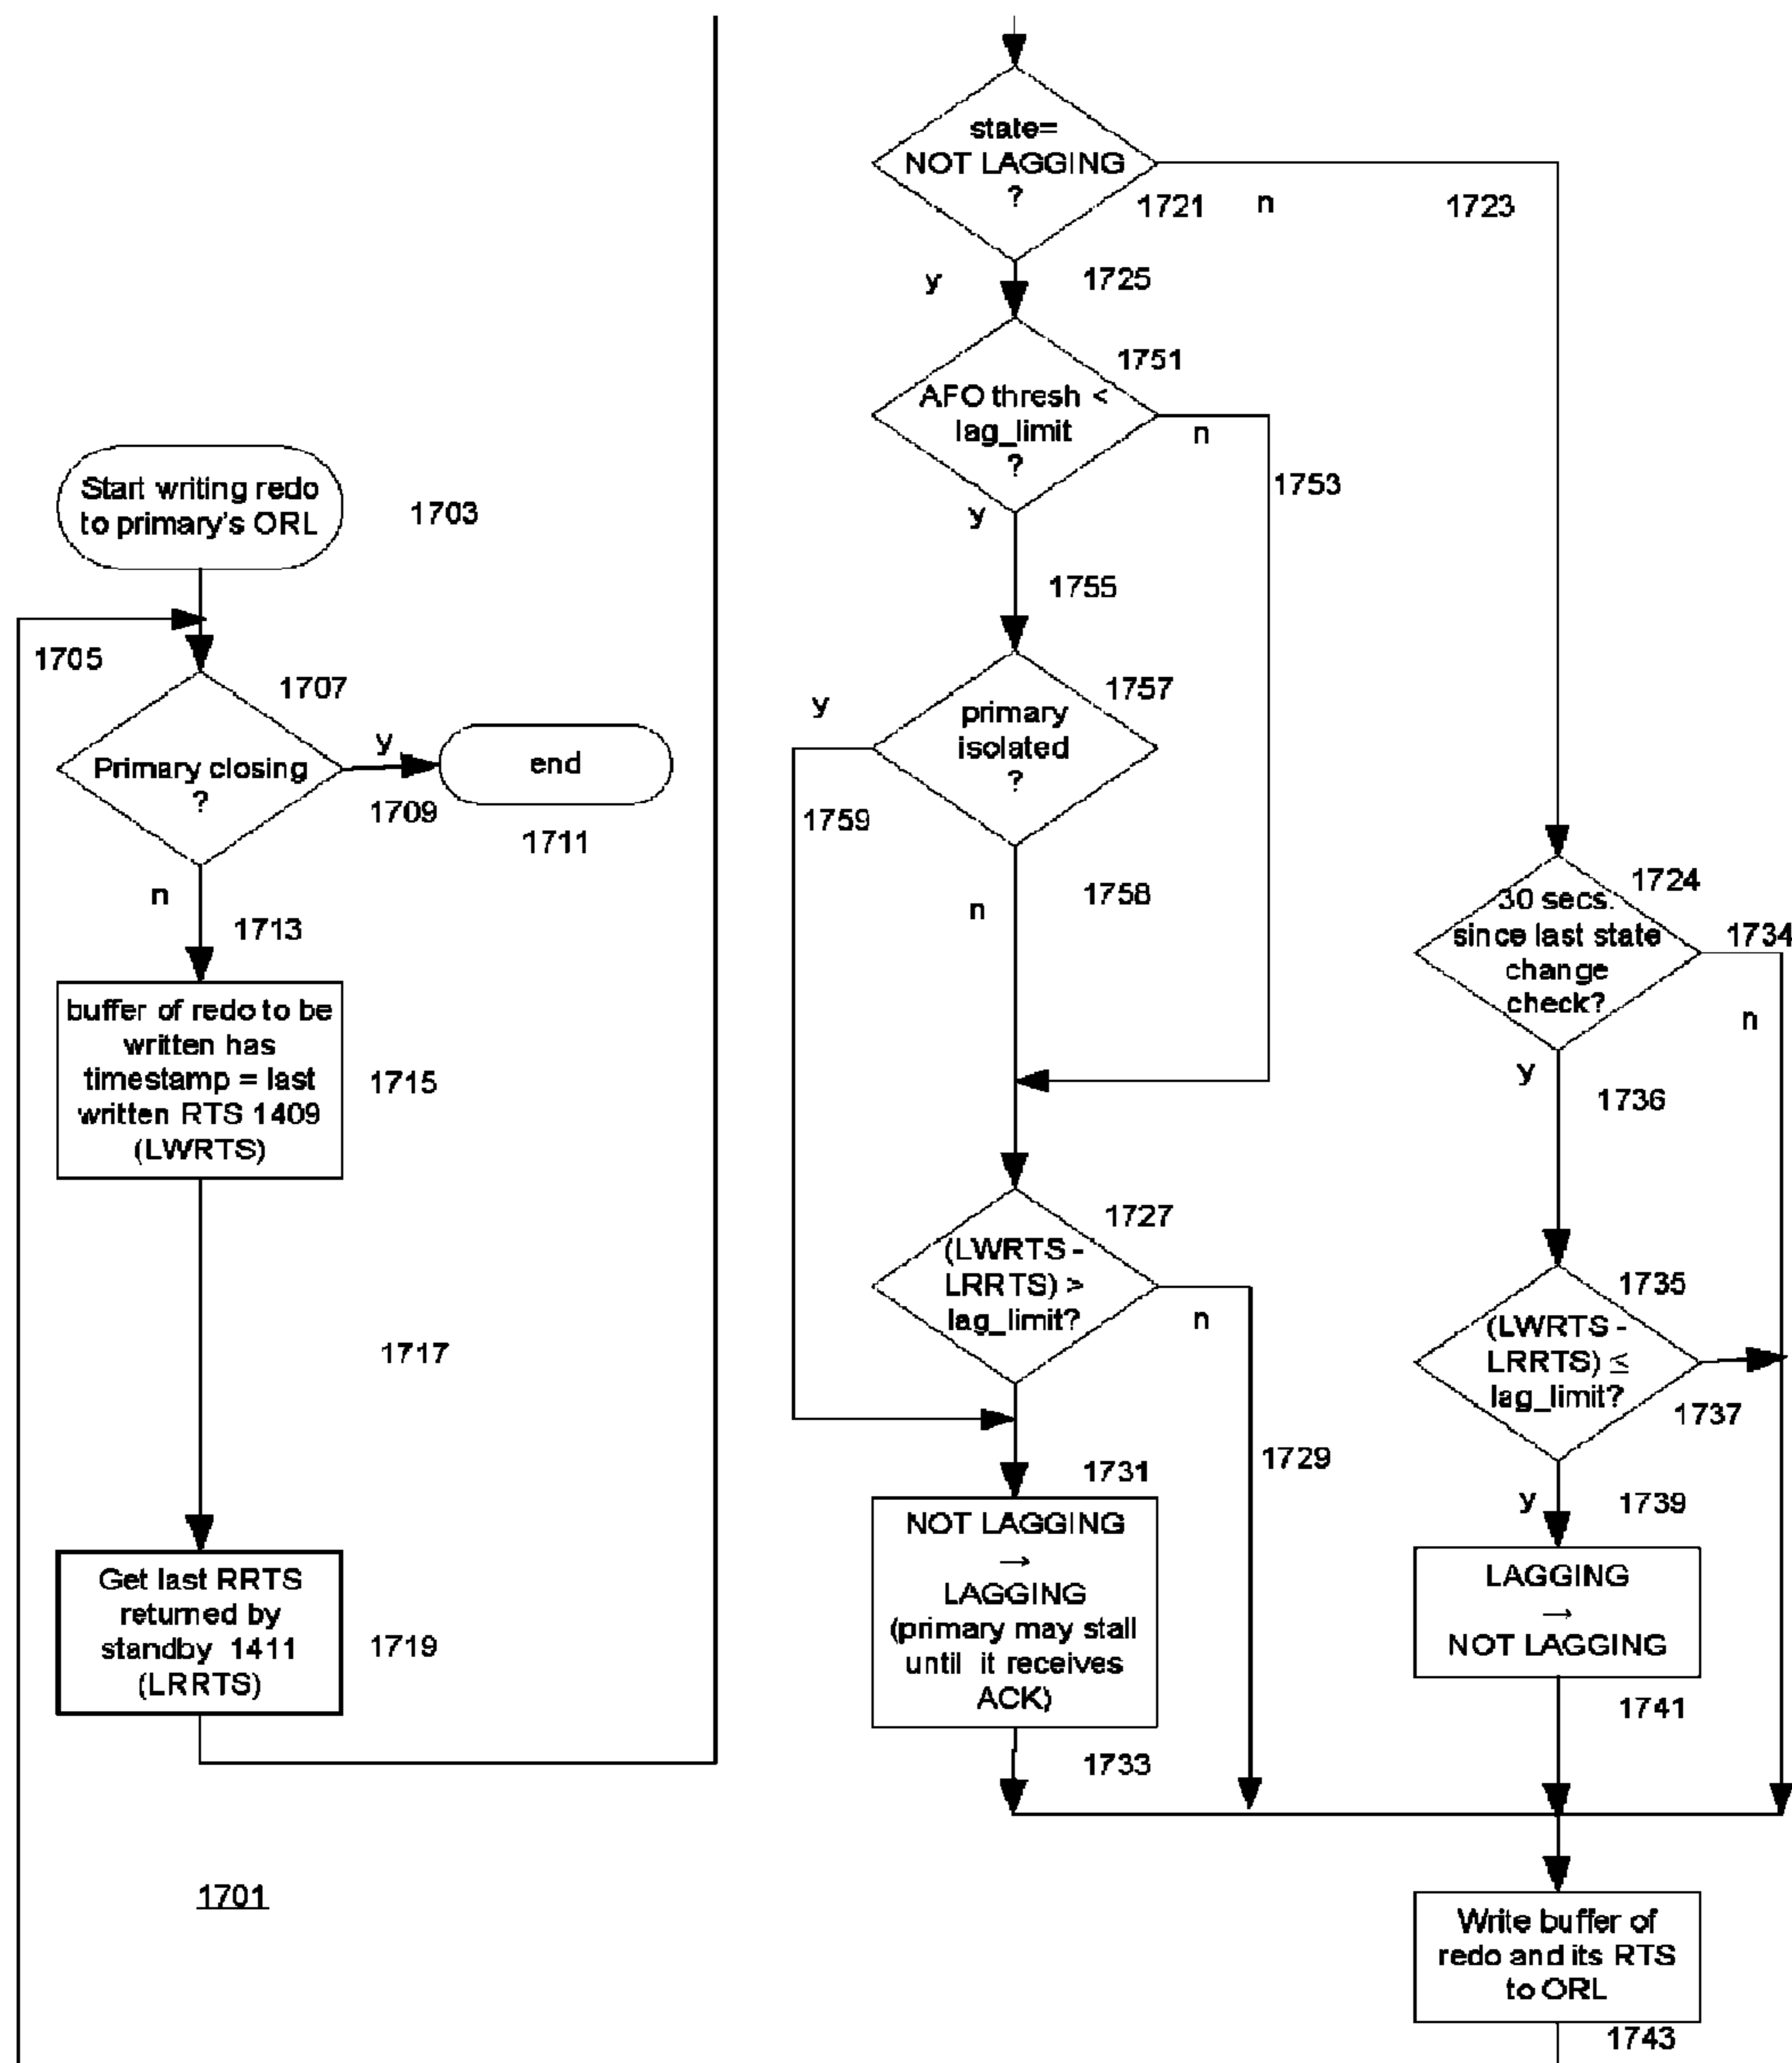 Start writing redo
to primary's ORL
1703
1705
1707
Primary closing
?
y
1709
end
1711
n
1713
buffer of redo to be
written has
timestamp = last
written RTS 1409
(LWRTS)
1715
1717
Get last RRTS
returned by
standby 1411
(LRRTS)
1719
1701
state=
NOT LAGGING
?
1721
n
1723
y
1725
1751
AFO thresh <
lag_limit
?
n
1753
y
1755
1757
primary
isolated
?
y
1759
n
1758
1727
(LWRTS -
LRRTS) >
lag_limit?
n
1729
1731
NOT LAGGING
→
LAGGING
(primary may stall
until it receives
ACK)
1733
1724
30 secs.
since last state
change
check?
1734
n
y
1736
1735
(LWRTS -
LRRTS) ≤
lag_limit?
1737
y
1739
LAGGING
→
NOT LAGGING
1741
Write buffer of
redo and its RTS
to ORL
1743